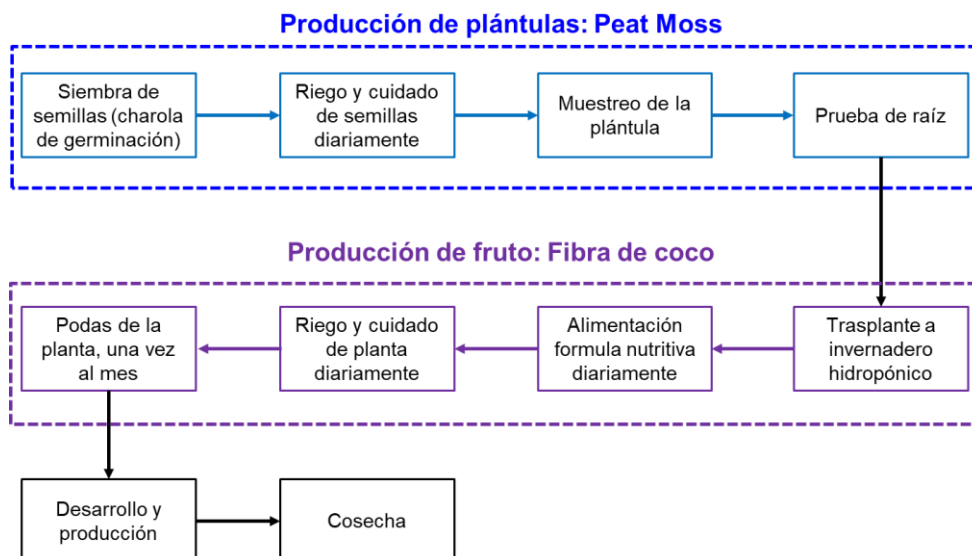 Producción de plántulas: Peat Moss
Siembra de
semillas (charola
de germinación)
Riego y cuidado
de semillas
diariamente
Muestreo de la
plántula
Prueba de raíz
Producción de fruto: Fibra de coco
Trasplante a
invernadero
hidropónico
Alimentación
formula nutritiva
diariamente
Riego y cuidado
de planta
diariamente
Podas de la
planta, una vez
al mes
Desarrollo y
producción
Cosecha